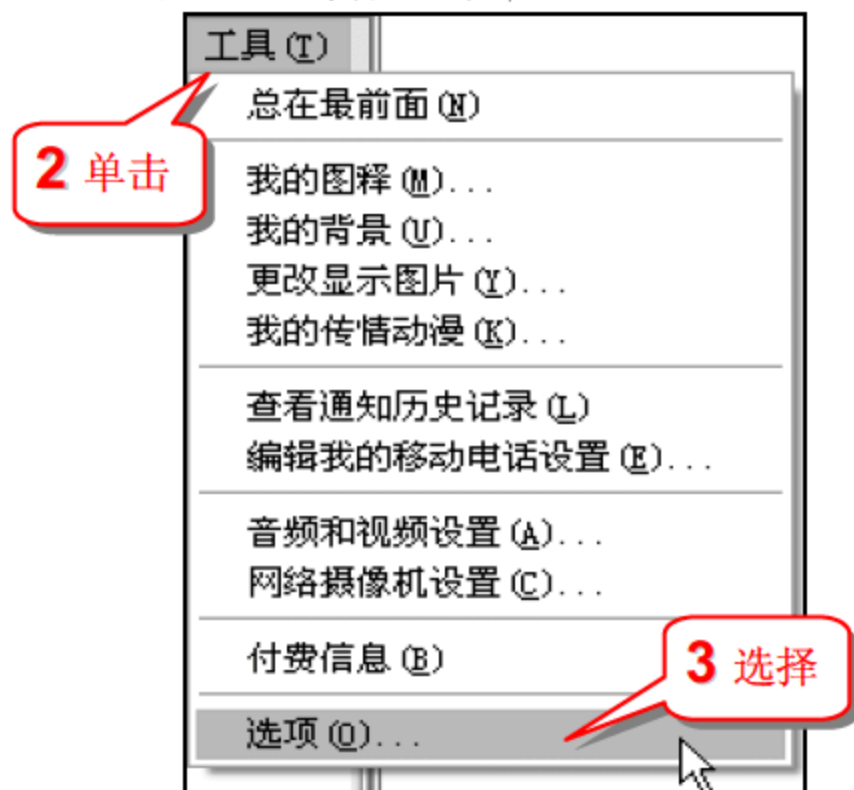 工具(T)
总在最前面(N)
2 单击
我的图释(M)...
我的背景(U)...
更改显示图片(Y)...
我的传情动漫(K)...
查看通知历史记录(L)
编辑我的移动电话设置(E)...
音频和视频设置(A)...
网络摄像机设置(C)...
付费信息(B)
3 选择
选项(O)...